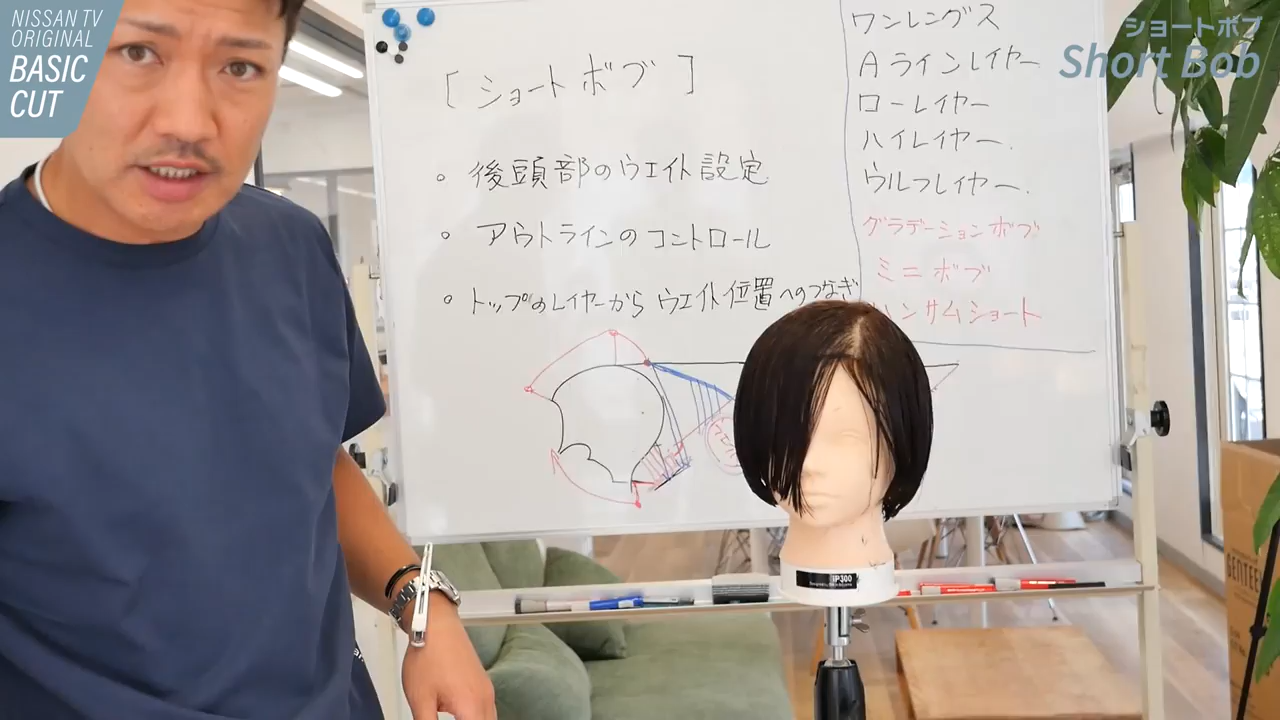 NISSAN TV
ORIGINAL
BASIC
CUT
ショートボブ
Short Bob
[ショートボブ]
• 後頭部のウエイト設定
• アウトラインのコントロール
• トップのレイヤーからウエイト位置へのつなぎ
ワンレングス
Aラインレイヤー
ローレイヤー
ハイレイヤー.
ウルフレイヤー.
グラデーションボブ
ミニボブ
ハンサムショート
iP300
GENTEE